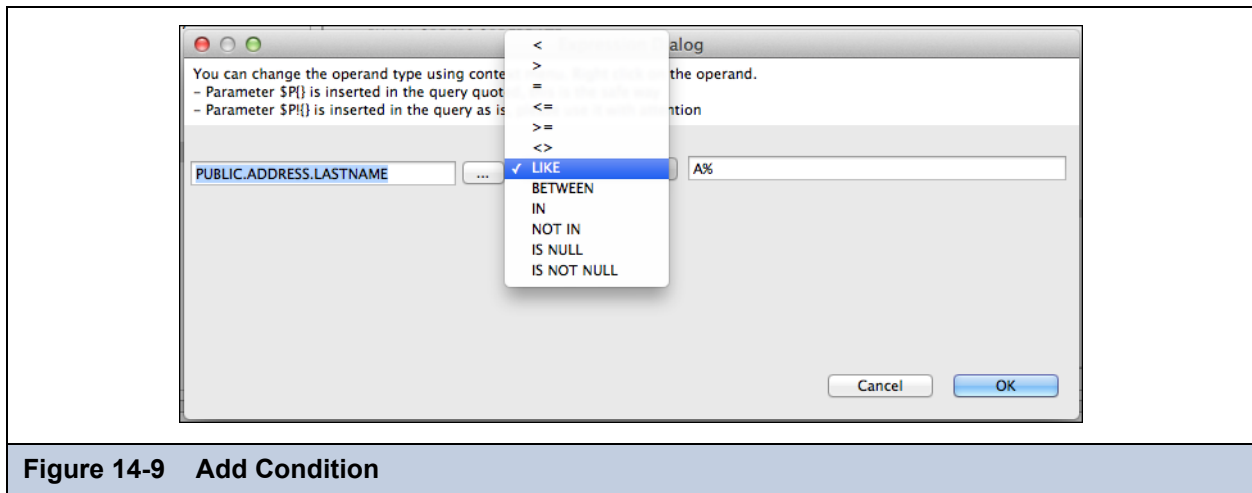 alog
You can change the operand type using conte the operand.
– Parameter $P{} is inserted in the query quot
– Parameter $P!{} is inserted in the query as is ntion
<
>
=
<=
>=
<>
PUBLIC.ADDRESS.LASTNAME ... ✓ LIKE A%
BETWEEN
IN
NOT IN
IS NULL
IS NOT NULL
Cancel OK
Figure 14-9 Add Condition